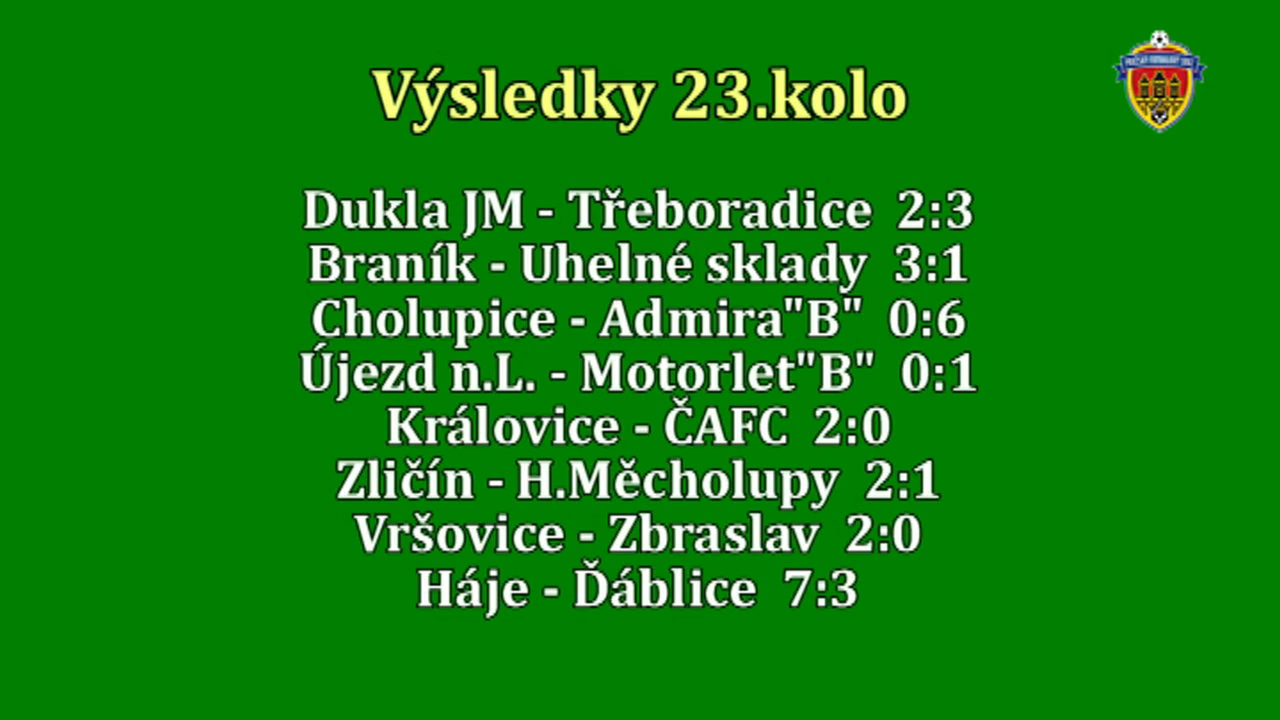 Výsledky 23.kolo
Dukla JM - Třeboradice 2:3
Braník - Uhelné sklady 3:1
Cholupice - Admira"B" 0:6
Újezd n.L. - Motorlet"B" 0:1
Královice - ČAFC 2:0
Zličín - H.Měcholupy 2:1
Vršovice - Zbraslav 2:0
Háje - Ďáblice 7:3